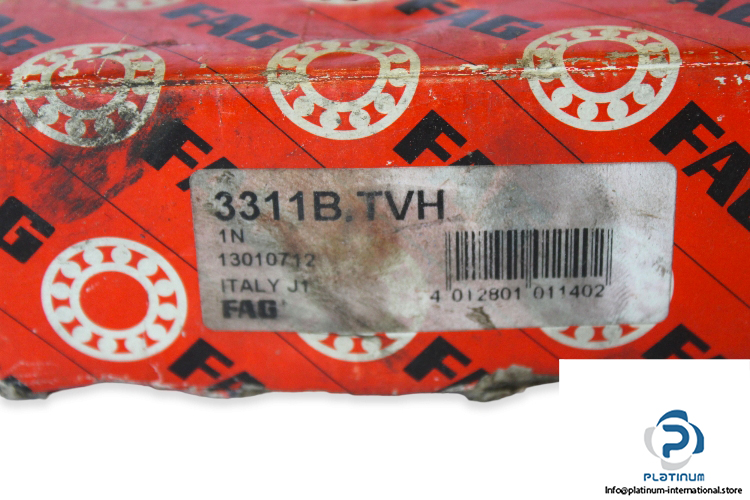 FAG
FAG
FAG
FAG
FAG
3311B.TVH
1N
13010712
ITALY J1
FAG
4 012801 011402
FAG
FAG
PLATINUM
Info@platinum-international.store